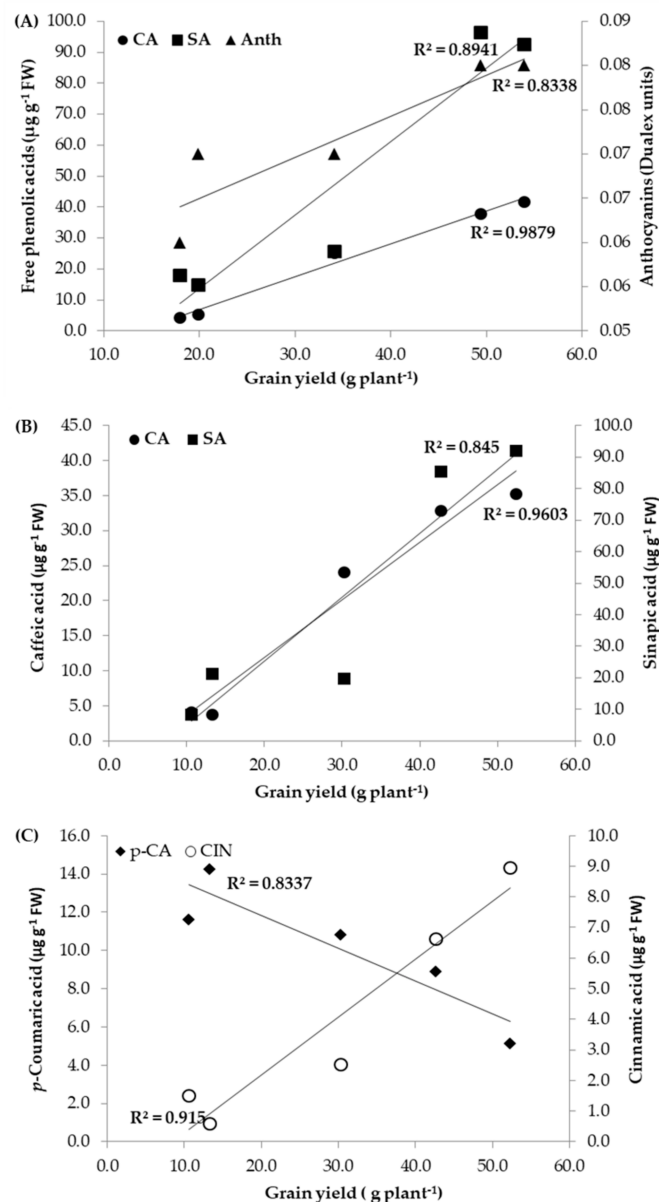 (A)
CA SA Anth
100.0
90.0
80.0
70.0
60.0
50.0
40.0
30.0
20.0
10.0
0.0
Free phenolicacids (µg g⁻¹ FW)
R² = 0.8941
R² = 0.8338
R² = 0.9879
0.09
0.08
0.08
0.07
0.07
0.06
0.06
0.05
Anthocyanins (Dualex units)
10.0 20.0 30.0 40.0 50.0 60.0
Grain yield (g plant⁻¹)
(B)
CA SA
45.0
40.0
35.0
30.0
25.0
20.0
15.0
10.0
5.0
0.0
Caffeic acid (µg g⁻¹ FW)
R² = 0.845
R² = 0.9603
100.0
90.0
80.0
70.0
60.0
50.0
40.0
30.0
20.0
10.0
0.0
Sinapic acid (µg g⁻¹ FW)
0.0 10.0 20.0 30.0 40.0 50.0 60.0
Grain yield (g plant⁻¹)
(C)
p-CA CIN
16.0
14.0
12.0
10.0
8.0
6.0
4.0
2.0
0.0
p-Coumaric acid (µg g⁻¹ FW)
R² = 0.8337
R² = 0.915
10.0
9.0
8.0
7.0
6.0
5.0
4.0
3.0
2.0
1.0
0.0
Cinnamic acid (µg g⁻¹ FW)
0.0 10.0 20.0 30.0 40.0 50.0 60.0
Grain yield ( g plant⁻¹)